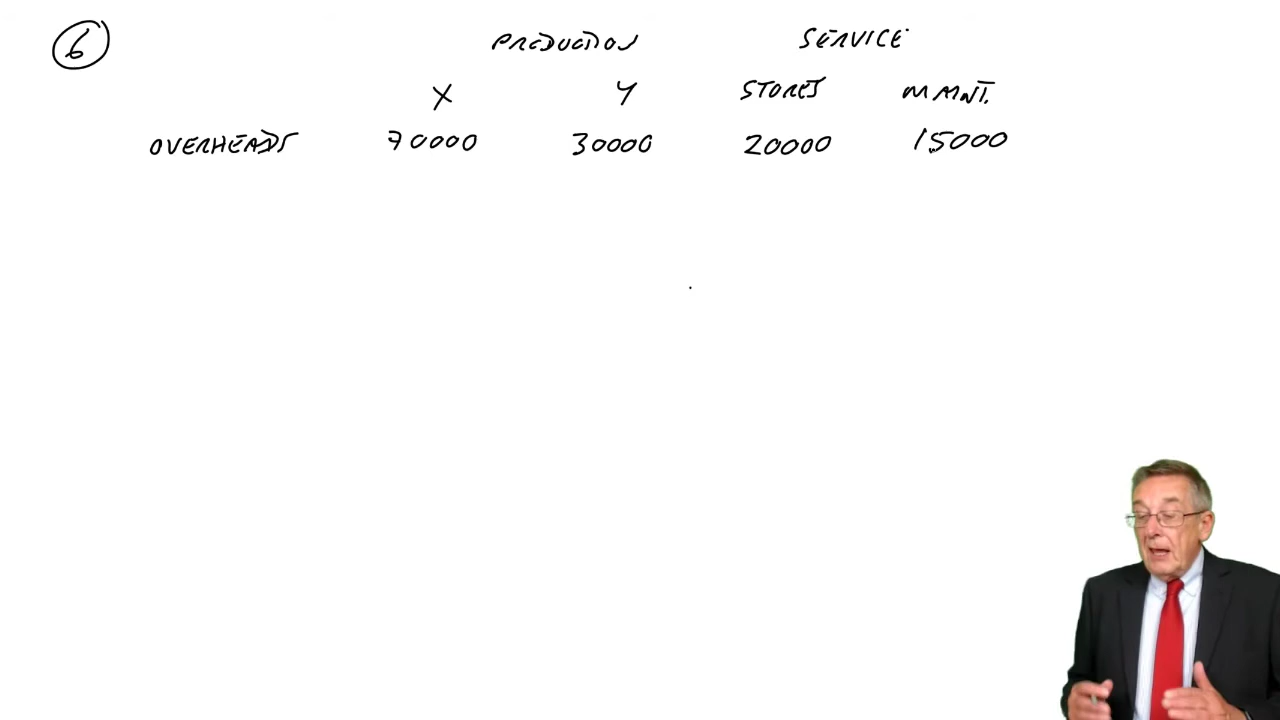 6
PRODUCTION SERVICE
X Y STORES MAINT.
OVERHEADS 70000 30000 20000 15000